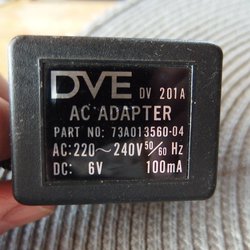 DVE DV 201A
AC ADAPTER
PART NO: 73A013560-04
AC: 220~240V 50/60 Hz
DC: 6V 100mA